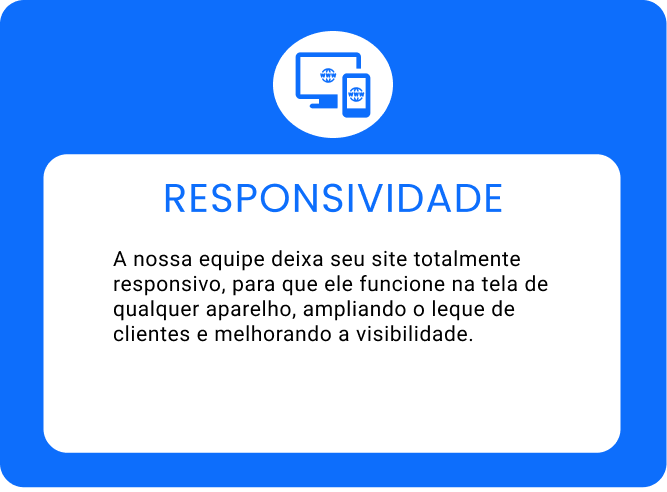 RESPONSIVIDADE
A nossa equipe deixa seu site totalmente
responsivo, para que ele funcione na tela de
qualquer aparelho, ampliando o leque de
clientes e melhorando a visibilidade.